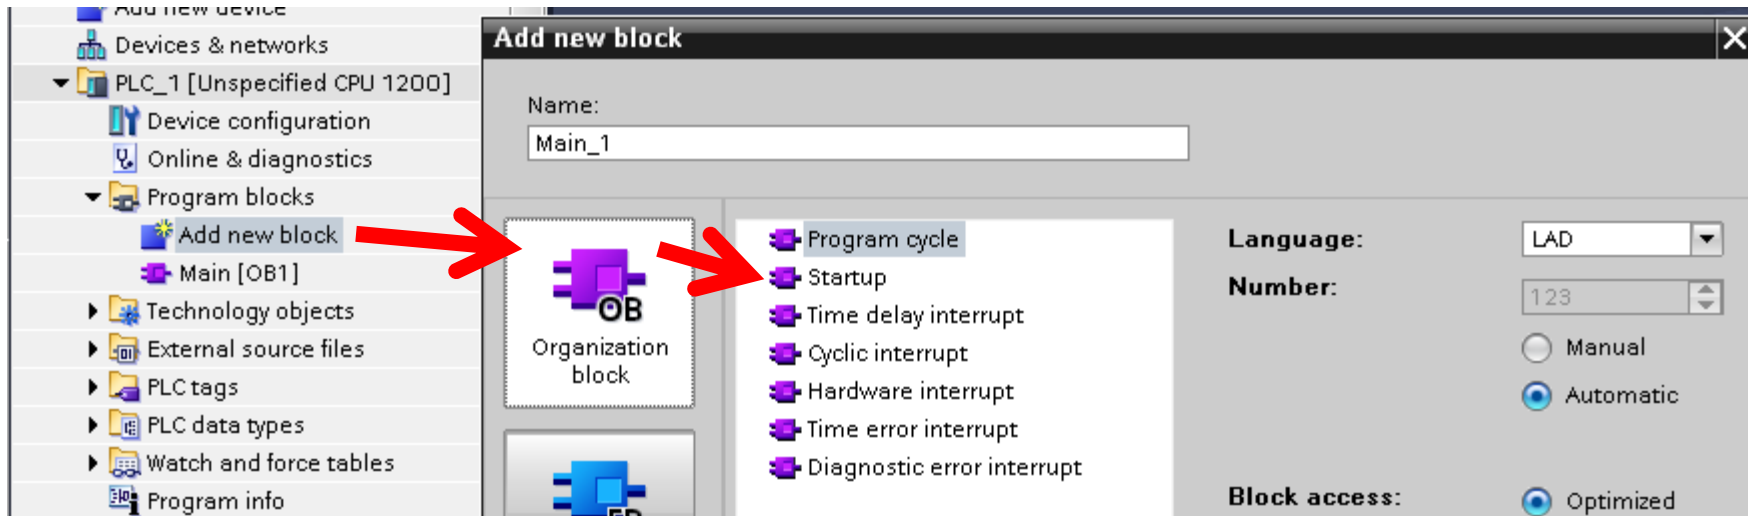 Add new device
Devices & networks
PLC_1 [Unspecified CPU 1200]
Device configuration
Online & diagnostics
Program blocks
Add new block
Main [OB1]
Technology objects
External source files
PLC tags
PLC data types
Watch and force tables
Program info
Add new block
Name:
Main_1
OB
Organization
block
Program cycle
Startup
Time delay interrupt
Cyclic interrupt
Hardware interrupt
Time error interrupt
Diagnostic error interrupt
Language:
LAD
Number:
123
Manual
Automatic
Block access:
Optimized